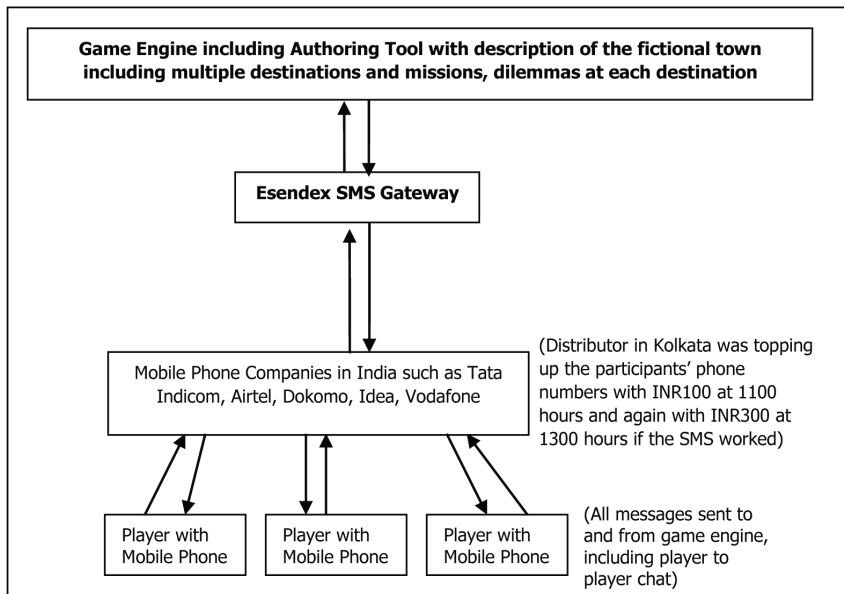 Game Engine including Authoring Tool with description of the fictional town
including multiple destinations and missions, dilemmas at each destination
Esendex SMS Gateway
Mobile Phone Companies in India such as Tata
Indicom, Airtel, Dokomo, Idea, Vodafone
(Distributor in Kolkata was topping
up the participants’ phone
numbers with INR100 at 1100
hours and again with INR300 at
1300 hours if the SMS worked)
Player with
Mobile Phone
Player with
Mobile Phone
Player with
Mobile Phone
(All messages sent to
and from game engine,
including player to
player chat)